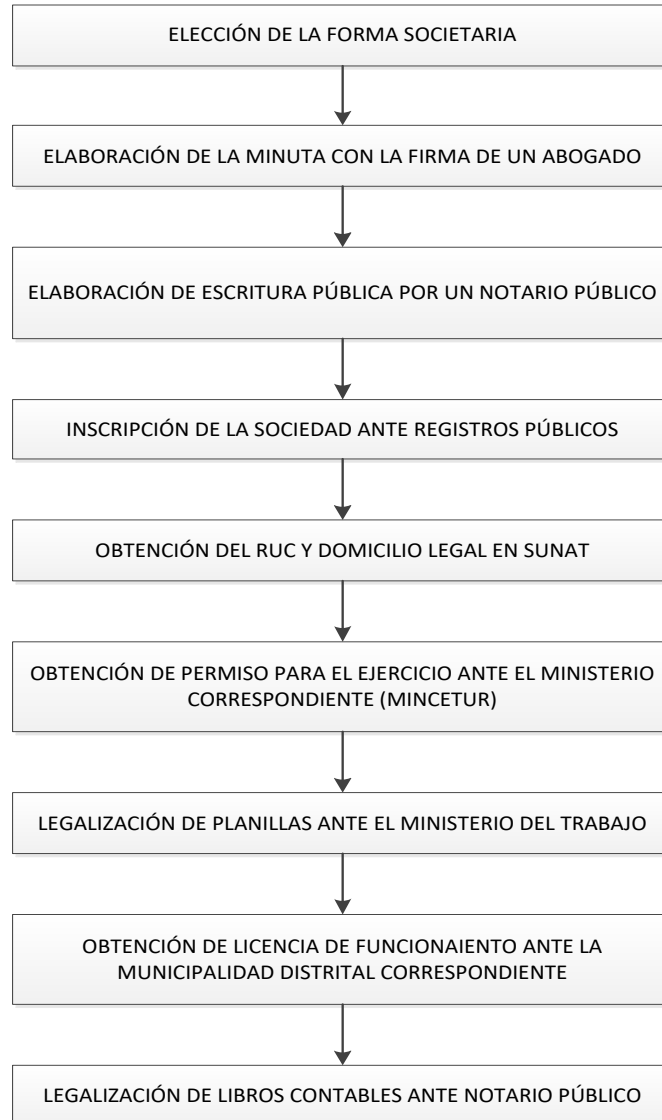 ELECCIÓN DE LA FORMA SOCIETARIA
ELABORACIÓN DE LA MINUTA CON LA FIRMA DE UN ABOGADO
ELABORACIÓN DE ESCRITURA PÚBLICA POR UN NOTARIO PÚBLICO
INSCRIPCIÓN DE LA SOCIEDAD ANTE REGISTROS PÚBLICOS
OBTENCIÓN DEL RUC Y DOMICILIO LEGAL EN SUNAT
OBTENCIÓN DE PERMISO PARA EL EJERCICIO ANTE EL MINISTERIO
CORRESPONDIENTE (MINCETUR)
LEGALIZACIÓN DE PLANILLAS ANTE EL MINISTERIO DEL TRABAJO
OBTENCIÓN DE LICENCIA DE FUNCIONAIENTO ANTE LA
MUNICIPALIDAD DISTRITAL CORRESPONDIENTE
LEGALIZACIÓN DE LIBROS CONTABLES ANTE NOTARIO PÚBLICO